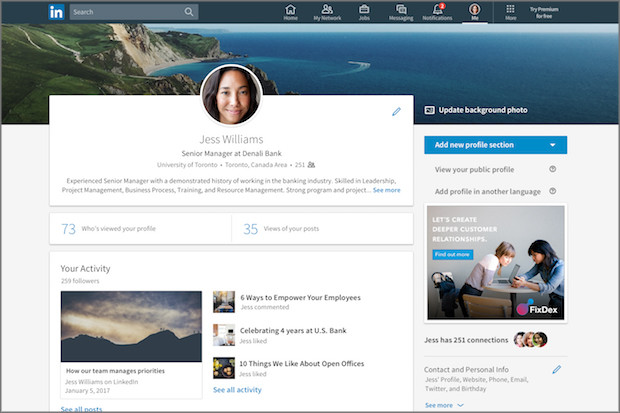 in Search Home My Network Jobs Messaging Notifications Me More Try Premium for free
Update background photo
Jess Williams
Senior Manager at Denali Bank
University of Toronto • Toronto, Canada Area • 251
Experienced Senior Manager with a demonstrated history of working in the banking industry. Skilled in Leadership,
Project Management, Business Process, Training, and Resource Management. Strong program and project... See more
73 Who's viewed your profile
35 Views of your posts
Your Activity
259 followers
How our team manages priorities
Jess Williams on LinkedIn
January 5, 2017
See all posts
6 Ways to Empower Your Employees
Jess commented
Celebrating 4 years at U.S. Bank
Jess liked
10 Things We Like About Open Offices
Jess liked
See all activity
Add new profile section
View your public profile
Add profile in another language
LET'S CREATE
DEEPER CUSTOMER
RELATIONSHIPS.
Find out more
FixDex
Jess has 251 connections
Contact and Personal Info
Jess' Profile, Website, Phone, Email,
Twitter, and Birthday
See more